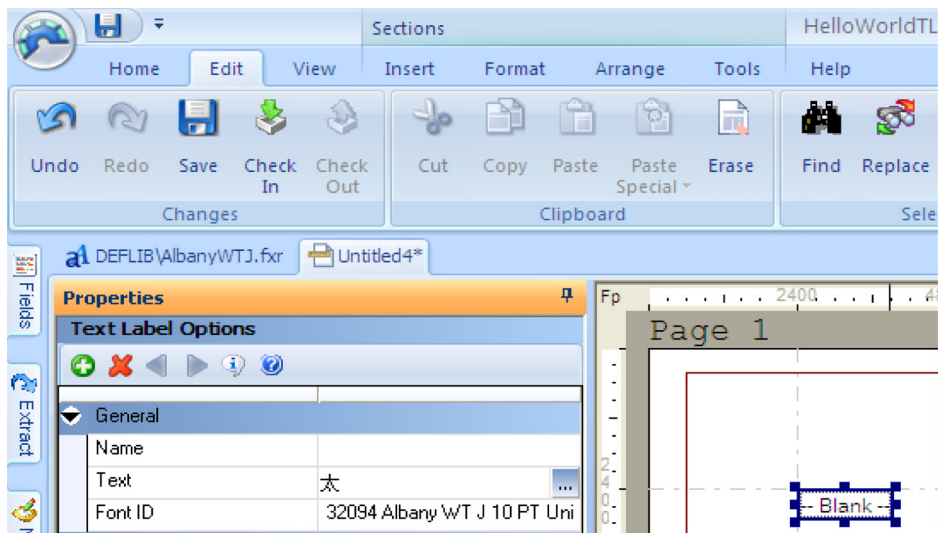 Sections
HelloWorldTL
Home Edit View Insert Format Arrange Tools Help
Undo Redo Save Check In Check Out Cut Copy Paste Paste Special Erase Find Replace
Changes Clipboard Sele
DEFLIB\AlbanyWTJ.fxr Untitled4*
Fields
Extract
Properties
Text Label Options
General
Name
Text 太 ...
Font ID 32094 Albany WT J 10 PT Uni
Fp 2400
Page 1
2400
-- Blank --